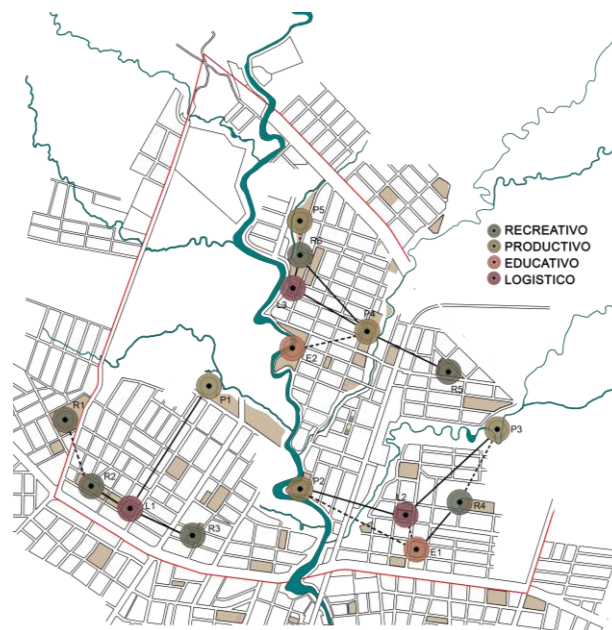 P5
R6
RECREATIVO
PRODUCTIVO
EDUCATIVO
LOGISTICO
L3
P4
E2
R5
P1
R1
P3
R2
P2
L1
L2
R4
R3
E1